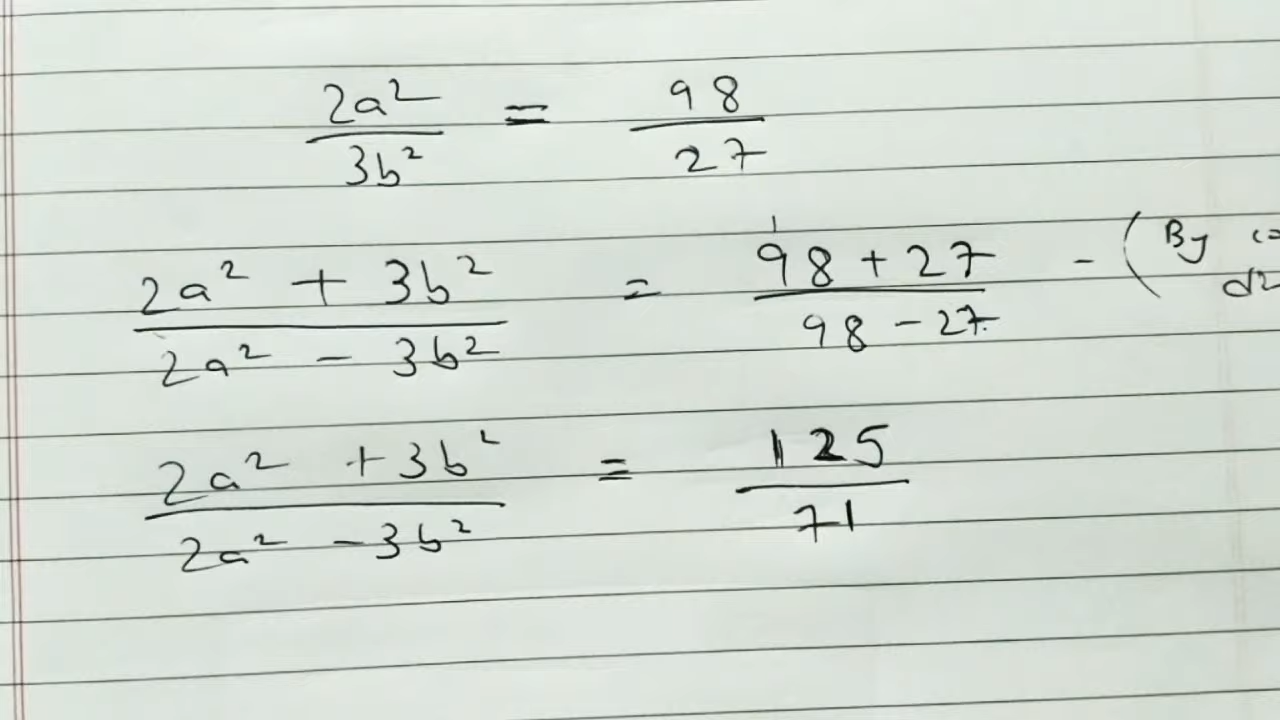 2a² / 3b² = 98 / 27
2a² + 3b² / 2a² - 3b² = 98 + 27 / 98 - 27 - (By
2a² + 3b² / 2a² - 3b² = 125 / 71